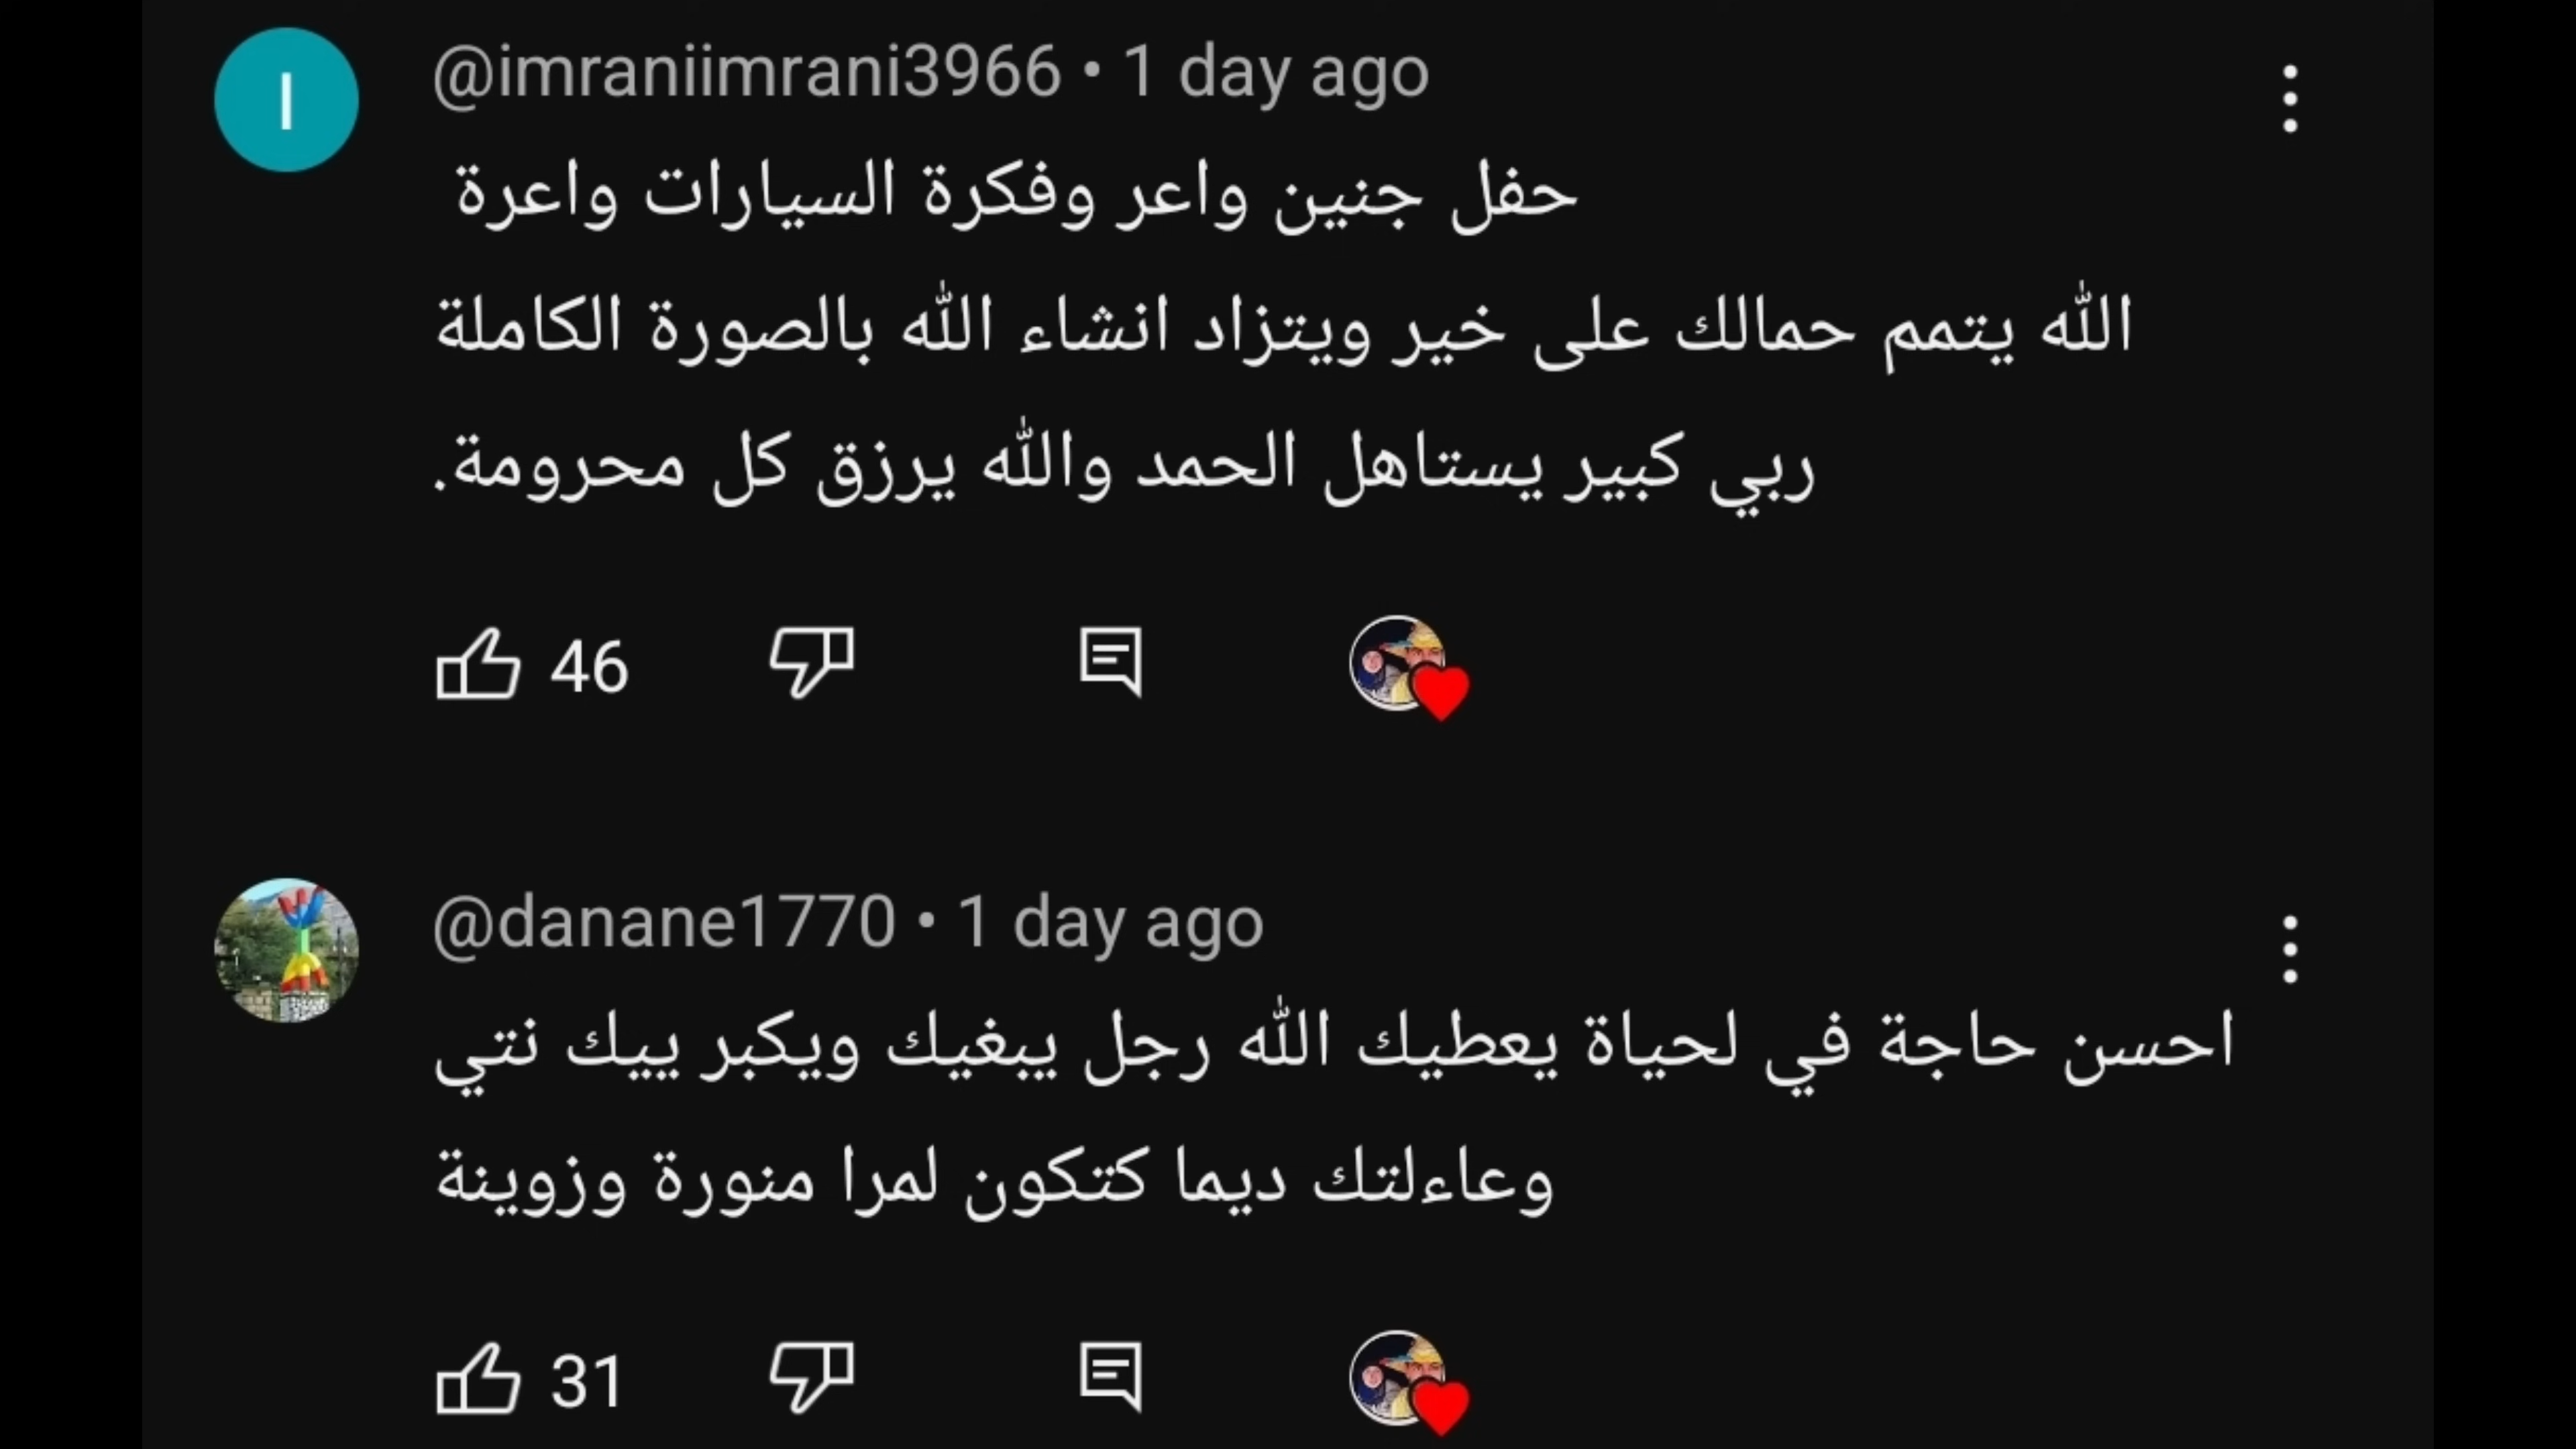 I
@imraniimrani3966 • 1 day ago
حفل جنين واعر وفكرة السيارات واعرة
الله يتمم حمالك على خير ويتزاد انشاء الله بالصورة الكاملة
ربي كبير يستاهل الحمد والله يرزق كل محرومة.
46
@danane1770 • 1 day ago
احسن حاجة في لحياة يعطيك الله رجل يبغيك ويكبر ييك نتي
وعاءلتك ديما كتكون لمرا منورة وزوينة
31